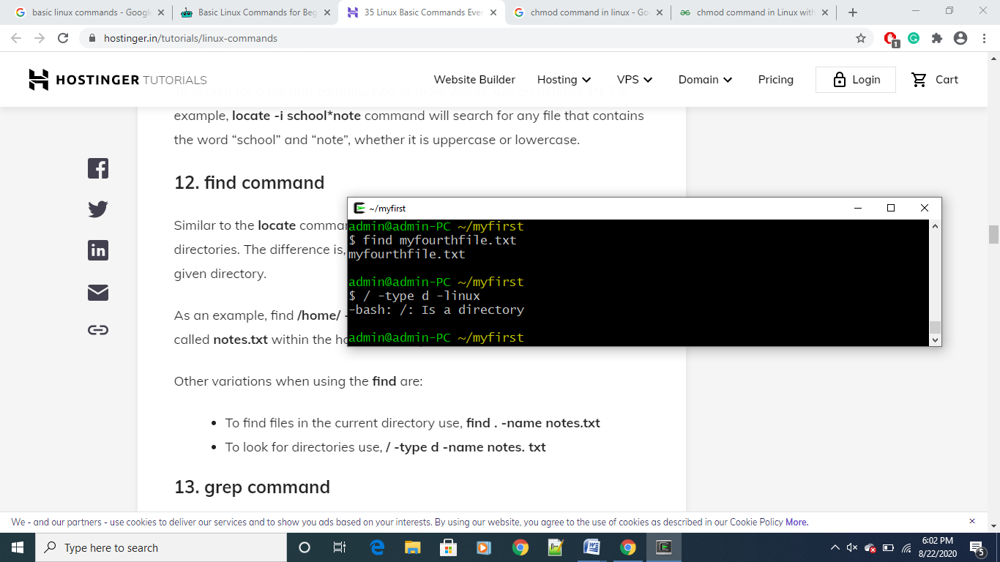 basic linux commands - Google
Basic Linux Commands for Beg
35 Linux Basic Commands Ever
chmod command in linux - Go
chmod command in Linux with
hostinger.in/tutorials/linux-commands
1
HOSTINGER TUTORIALS
Website Builder
Hosting
VPS
Domain
Pricing
Login
Cart
example, locate -i school*note command will search for any file that contains
the word “school” and “note”, whether it is uppercase or lowercase.
12. find command
Similar to the locate
directories. The difference is,
given directory.
As an example, find /home/ -
called notes.txt within the
~/myfirst
admin@admin-PC ~/myfirst
$ find myfourthfile.txt
myfourthfile.txt
admin@admin-PC ~/myfirst
$ / -type d -linux
-bash: /: Is a directory
admin@admin-PC ~/myfirst
Other variations when using the find are:
• To find files in the current directory use, find . -name notes.txt
• To look for directories use, / -type d -name notes. txt
13. grep command
We - and our partners - use cookies to deliver our services and to show you ads based on your interests. By using our website, you agree to the use of cookies as described in our Cookie Policy More.
Type here to search
6:02 PM
8/22/2020
5